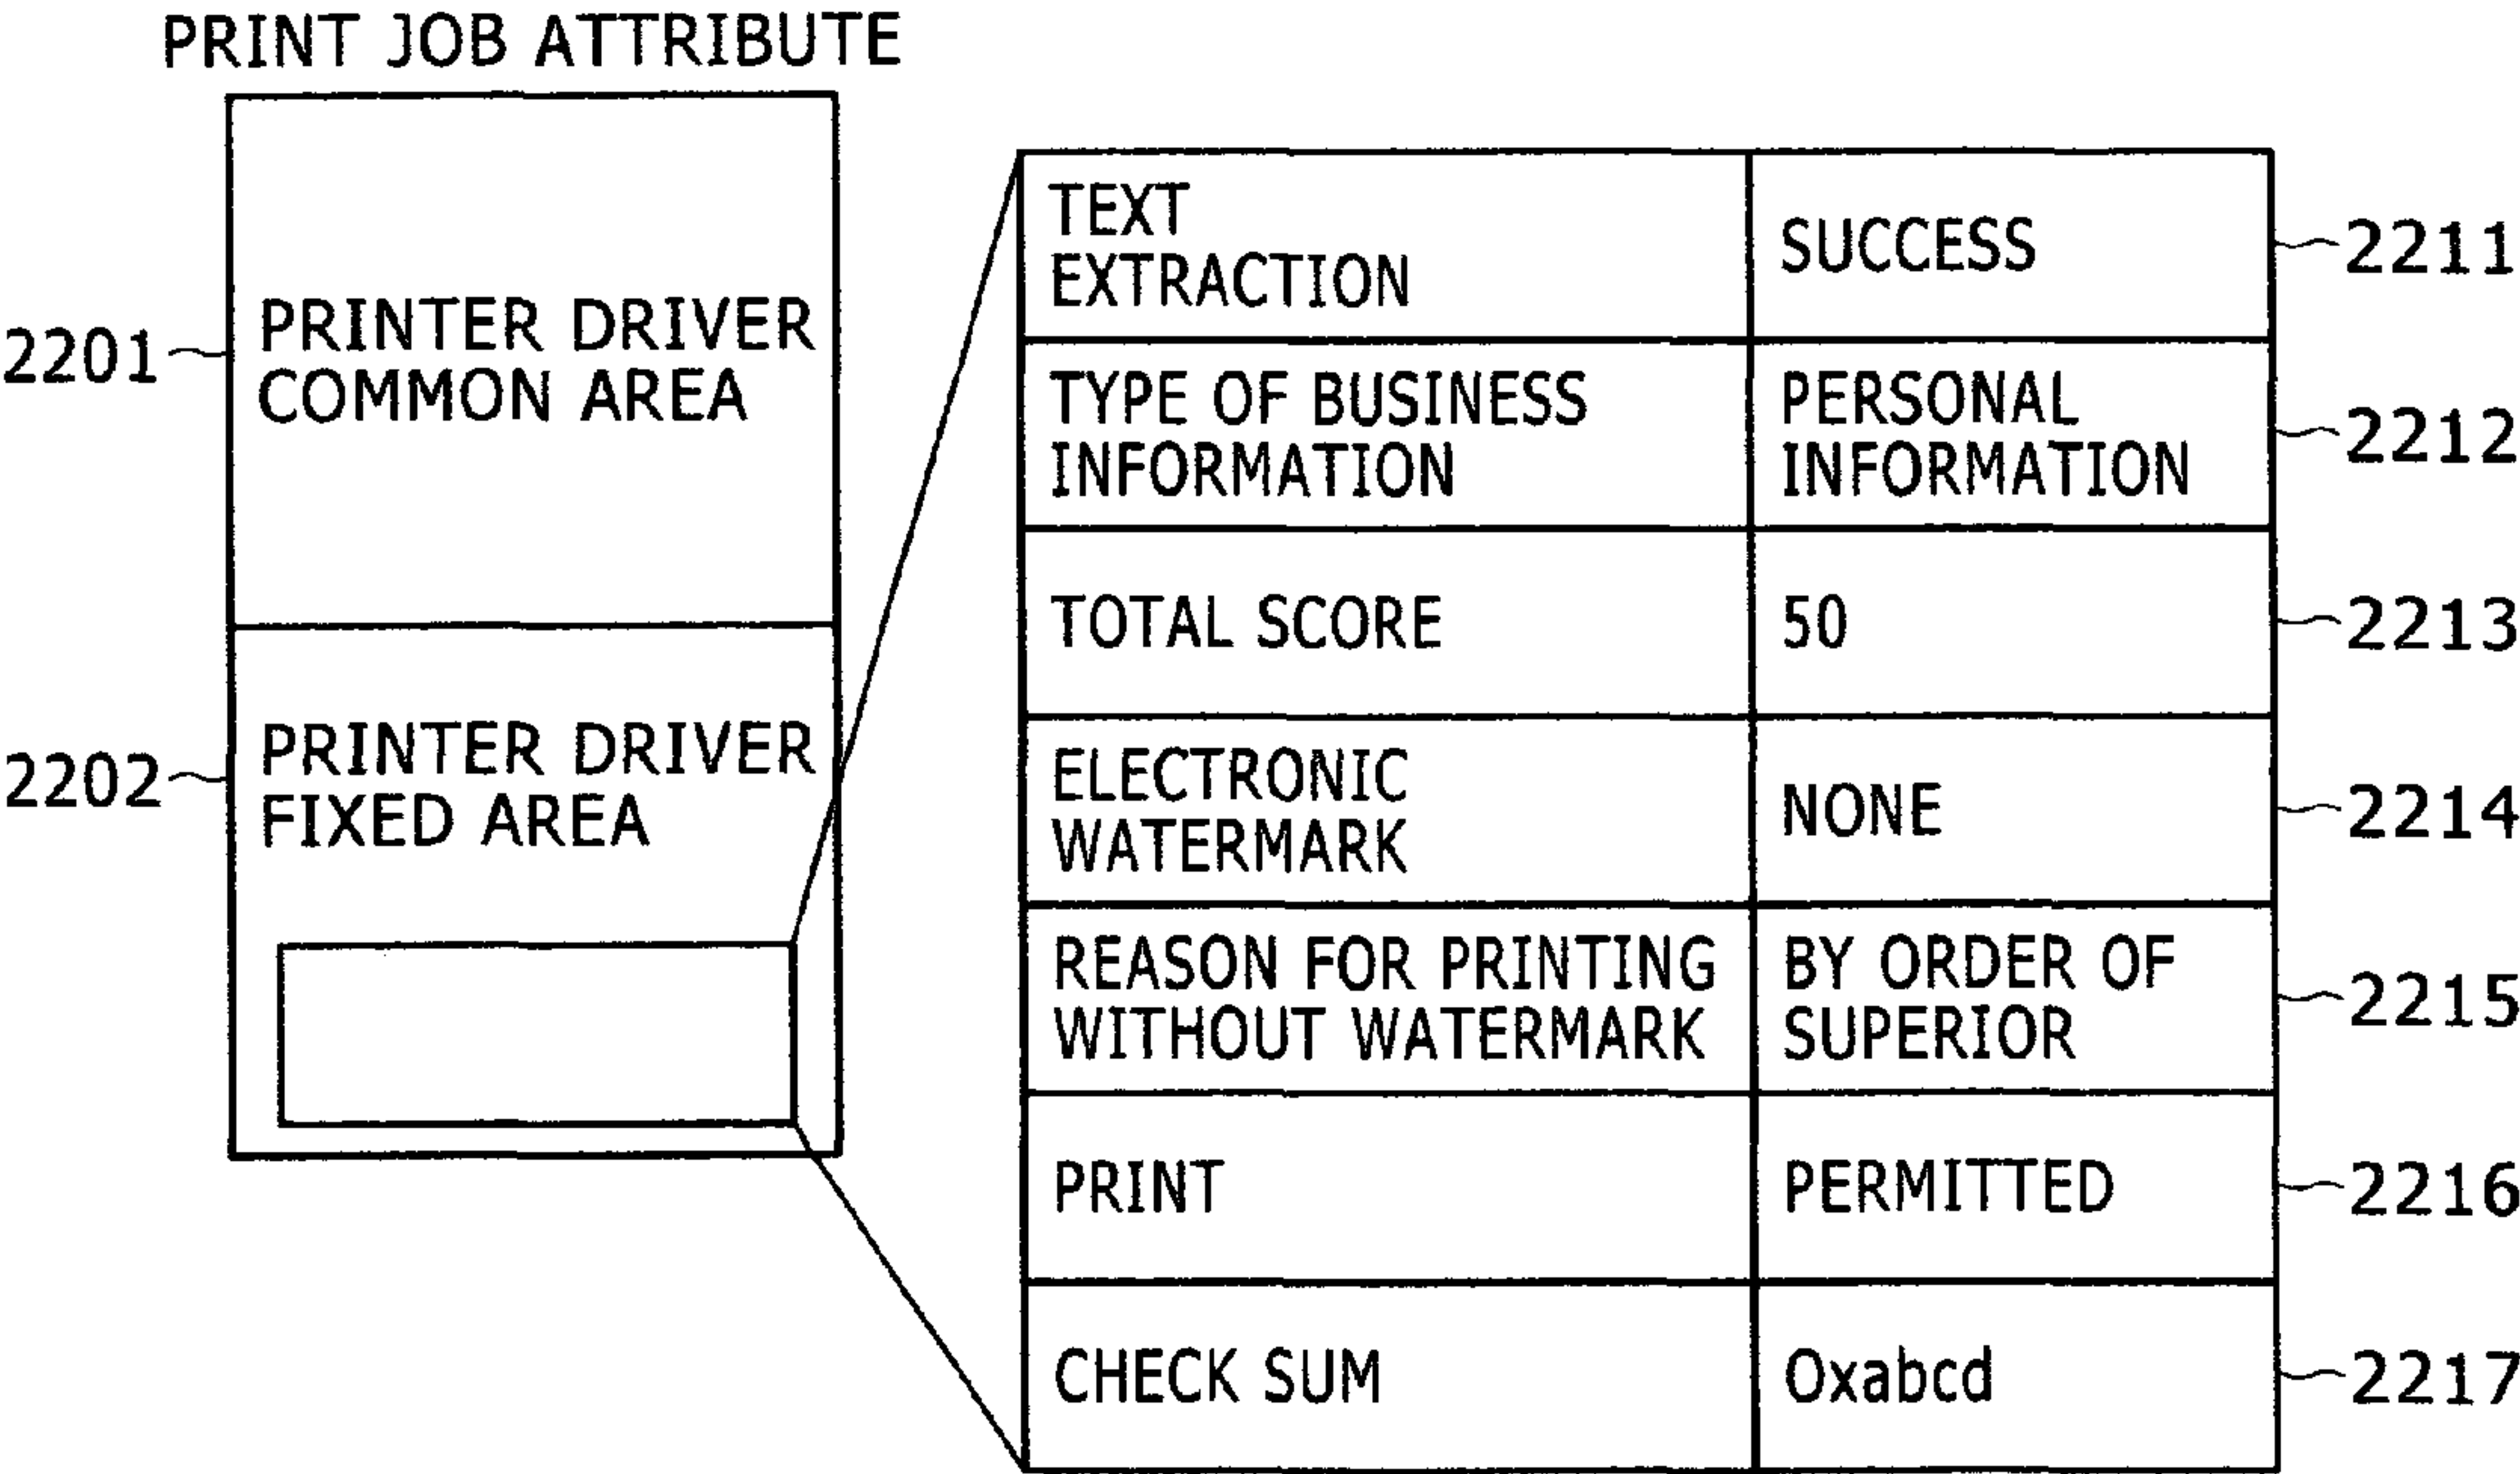 PRINT JOB ATTRIBUTE
2201
PRINTER DRIVER
COMMON AREA
2202
PRINTER DRIVER
FIXED AREA
TEXT
EXTRACTION
SUCCESS
2211
TYPE OF BUSINESS
INFORMATION
PERSONAL
INFORMATION
2212
TOTAL SCORE
50
2213
ELECTRONIC
WATERMARK
NONE
2214
REASON FOR PRINTING
WITHOUT WATERMARK
BY ORDER OF
SUPERIOR
2215
PRINT
PERMITTED
2216
CHECK SUM
Oxabcd
2217